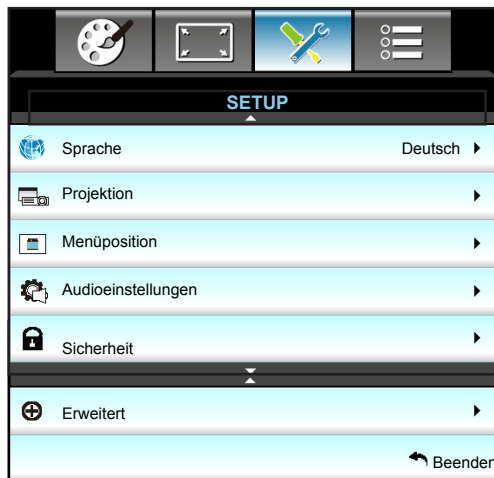 SETUP
Sprache Deutsch
Projektion
Menüposition
Audioeinstellungen
Sicherheit
Erweitert
Beenden